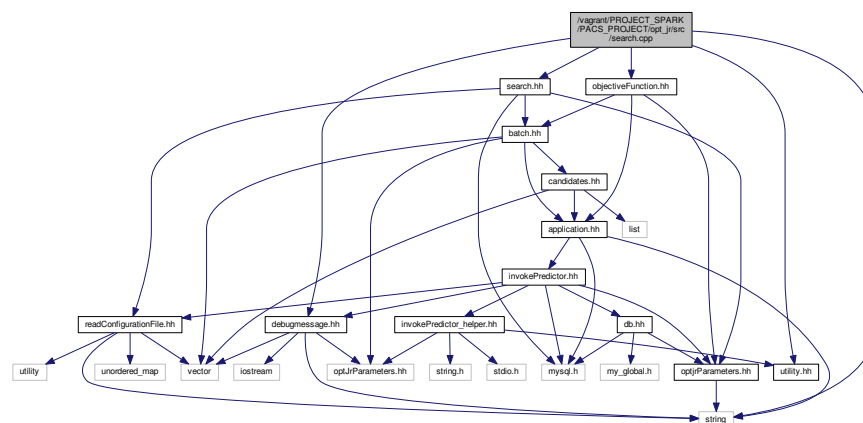 /vagrant/PROJECT_SPARK
/PACS_PROJECT/opt_jr/src
/search.cpp
search.hh
objectiveFunction.hh
batch.hh
candidates.hh
application.hh
list
invokePredictor.hh
readConfigurationFile.hh
debugmessage.hh
invokePredictor_helper.hh
db.hh
utility
unordered_map
vector
iostream
optJrParameters.hh
string.h
stdio.h
mysql.h
my_global.h
optjrParameters.hh
utility.hh
string